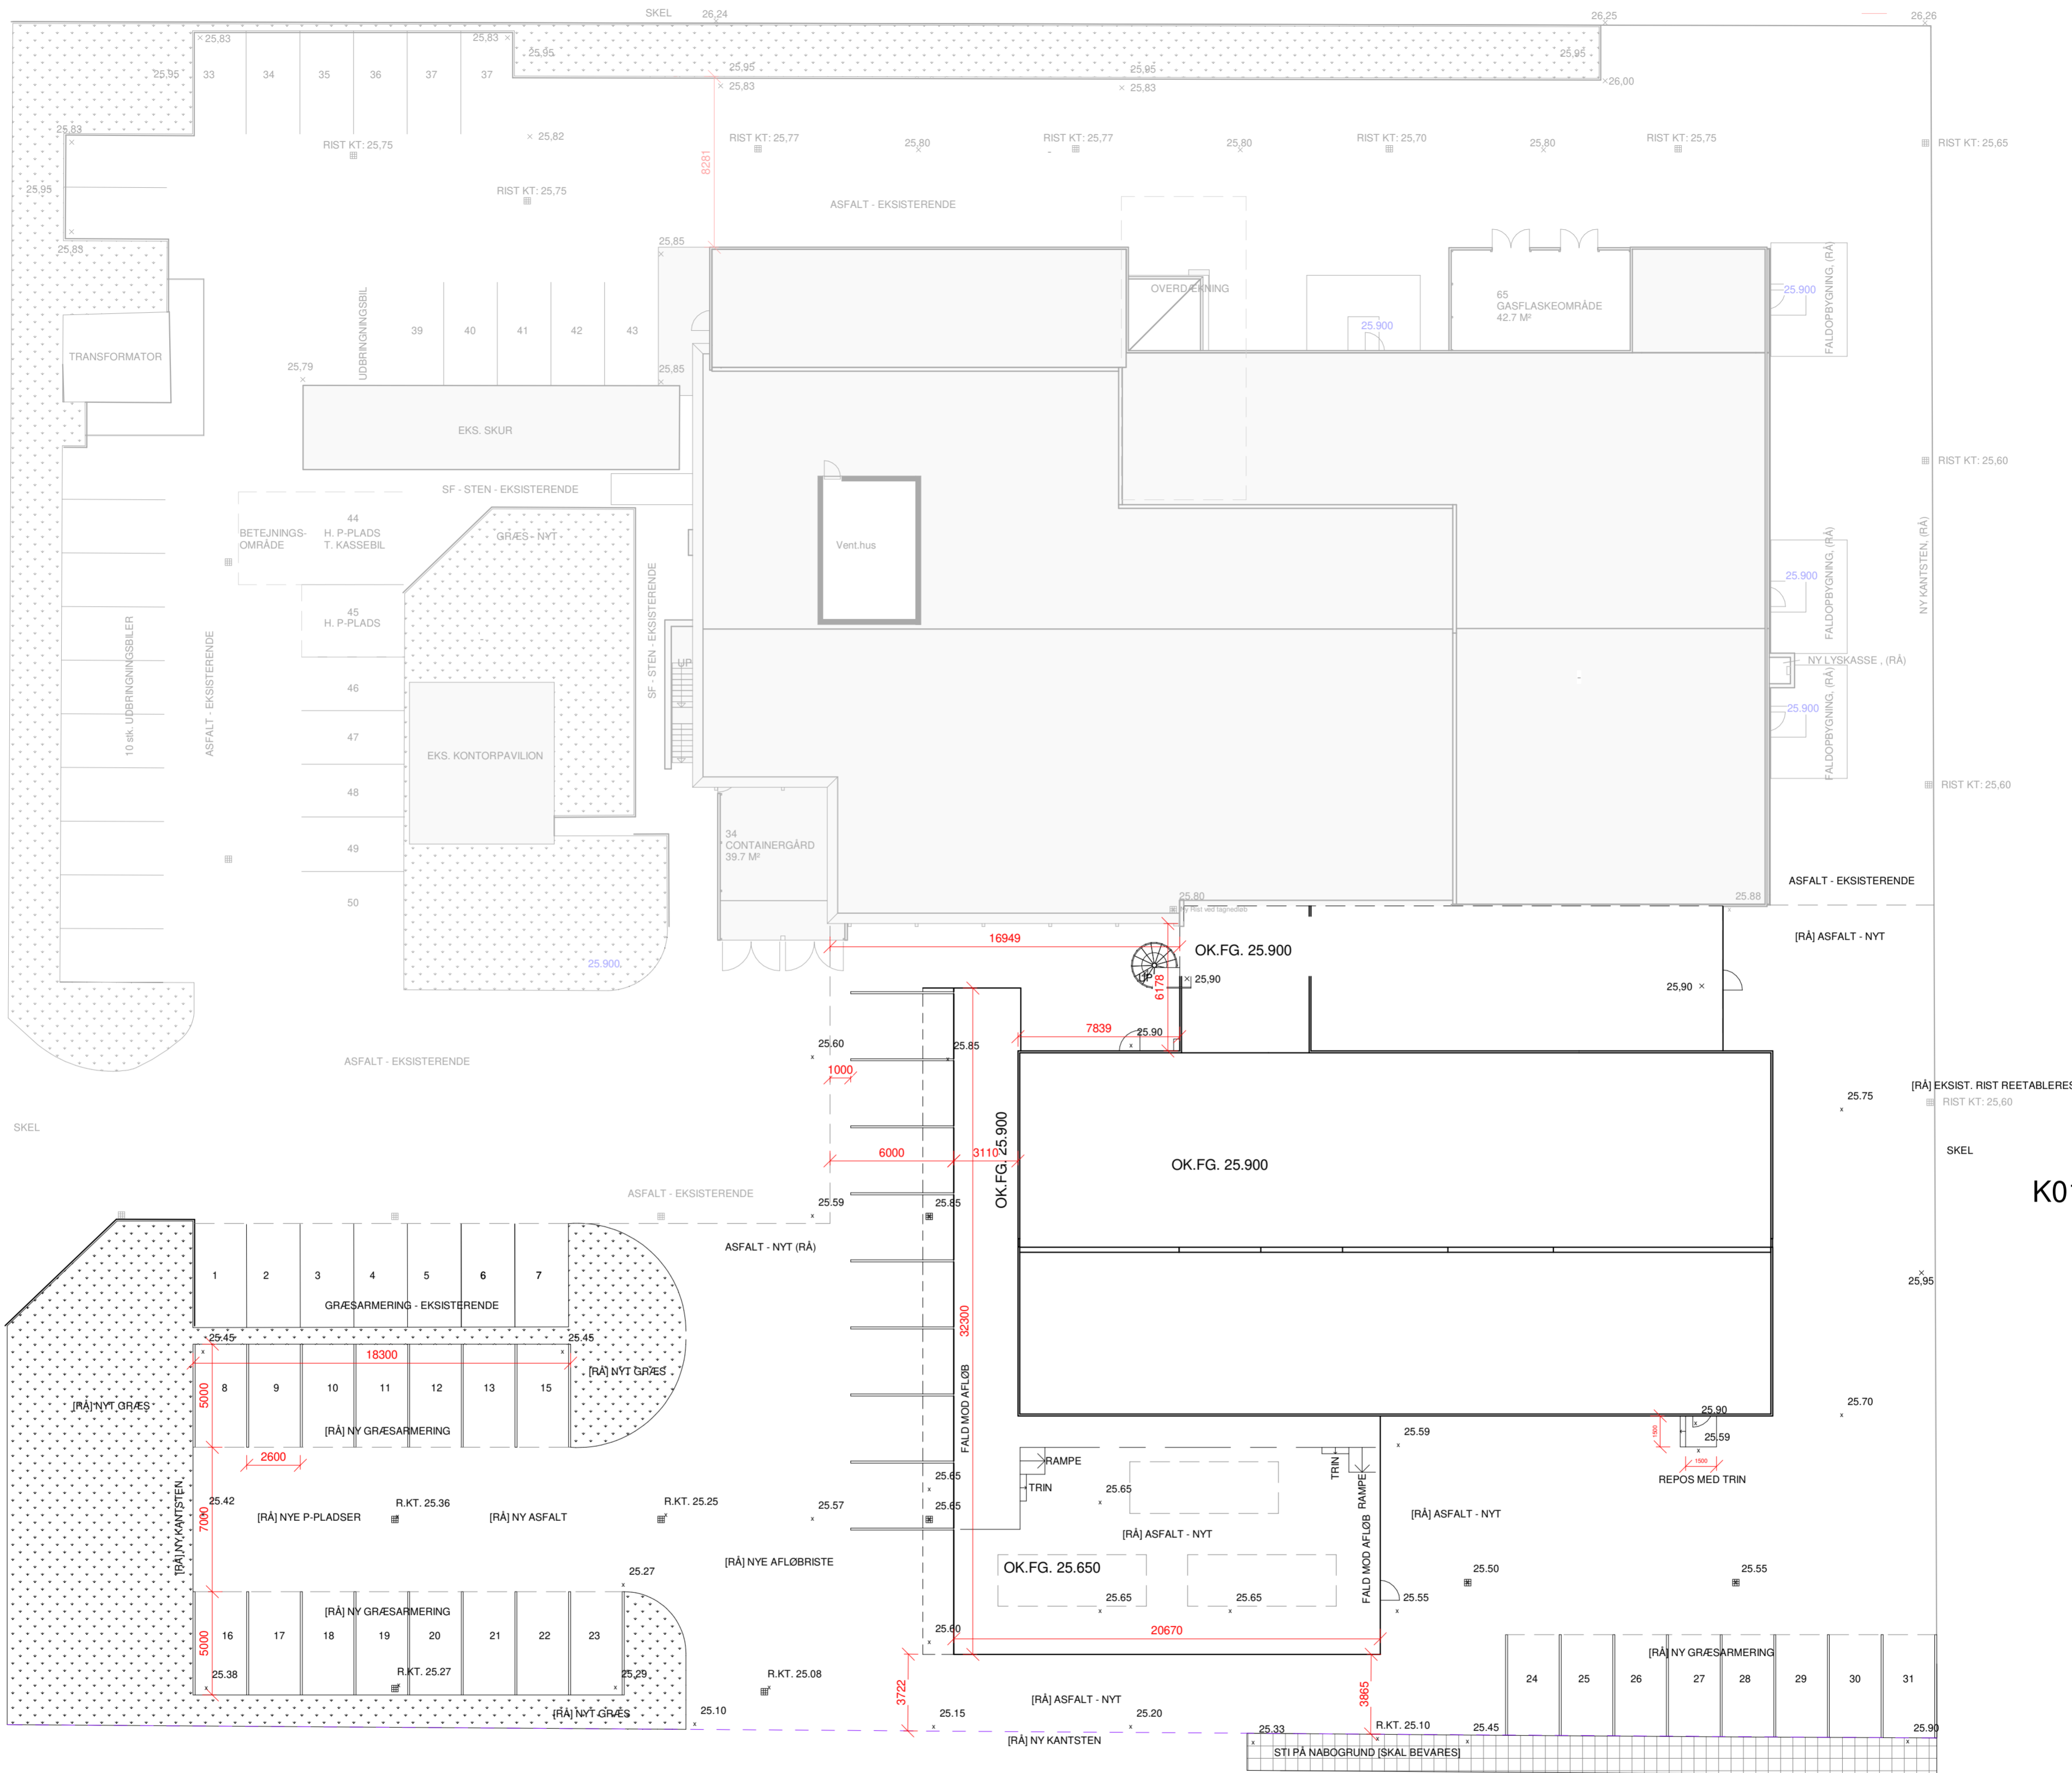 SKEL
26,24
26,25
26,26
25,83
25,83
25,95
25,95
25,95
25,95
25,95
33
34
35
36
37
37
25,83
25,83
26,00
25,83
25,82
RIST KT: 25,75
RIST KT: 25,77
25,80
RIST KT: 25,77
25,80
RIST KT: 25,70
25,80
RIST KT: 25,75
RIST KT: 25,65
8281
25,95
RIST KT: 25,75
ASFALT - EKSISTERENDE
25,83
25,85
OVERDÆKNING
65
GASFLASKEOMRÅDE
42.7 M²
25.900
25.900
FALDOPBYGNING, (RÅ)
UDBRINGNINGSBIL
39
40
41
42
43
TRANSFORMATOR
25,79
25,85
EKS. SKUR
RIST KT: 25,60
SF - STEN - EKSISTERENDE
BETEJNINGS-
OMRÅDE
44
H. P-PLADS
T. KASSEBIL
GRÆS - NYT
Vent.hus
NY KANTSTEN, (RÅ)
25.900
FALDOPBYGNING, (RÅ)
45
H. P-PLADS
SF - STEN - EKSISTERENDE
10 stk. UDBRINGNINGSBILER
ASFALT - EKSISTERENDE
UP
NY LYSKASSE , (RÅ)
46
25.900
FALDOPBYGNING, (RÅ)
47
EKS. KONTORPAVILION
48
RIST KT: 25,60
34
CONTAINERGÅRD
39.7 M²
49
50
ASFALT - EKSISTERENDE
25.80
25.88
Ny Rist ved tagnedløb
[RÅ] ASFALT - NYT
16949
OK.FG. 25.900
25.900
UP
25,90
25,90
6178
7839
25.90
25.60
25.85
ASFALT - EKSISTERENDE
1000
[RÅ] EKSIST. RIST REETABLERES
25.75
RIST KT: 25,60
SKEL
SKEL
OK.FG. 25.900
6000
3110
OK.FG. 25.900
K01
ASFALT - EKSISTERENDE
25.59
25.85
ASFALT - NYT (RÅ)
1
2
3
4
5
6
7
25,95
GRÆSARMERING - EKSISTERENDE
32300
25.45
25.45
18300
[RÅ] NYT GRÆS
5000
8
9
10
11
12
13
15
[RÅ] NYT GRÆS
FALD MOD AFLØB
25.70
25.90
[RÅ] NY GRÆSARMERING
25.59
1500
25.59
2600
RAMPE
TRIN
1500
REPOS MED TRIN
25.65
TRIN
25.65
25.42
R.KT. 25.36
R.KT. 25.25
25.57
25.65
7000
[RÅ] NY KANTSTEN
[RÅ] NYE P-PLADSER
[RÅ] NY ASFALT
[RÅ] ASFALT - NYT
[RÅ] ASFALT - NYT
FALD MOD AFLØB RAMPE
[RÅ] NYE AFLØBRISTE
OK.FG. 25.650
25.27
25.50
25.55
25.65
25.65
25.55
[RÅ] NY GRÆSARMERING
5000
16
17
18
19
20
21
22
23
25.60
20670
[RÅ] NY GRÆSARMERING
25.38
R.KT. 25.27
25.29
R.KT. 25.08
24
25
26
27
28
29
30
31
3722
[RÅ] ASFALT - NYT
3865
[RÅ] NYT GRÆS
25.10
25.15
25.20
25.33
R.KT. 25.10
25.45
25.90
[RÅ] NY KANTSTEN
STI PÅ NABOGRUND [SKAL BEVARES]